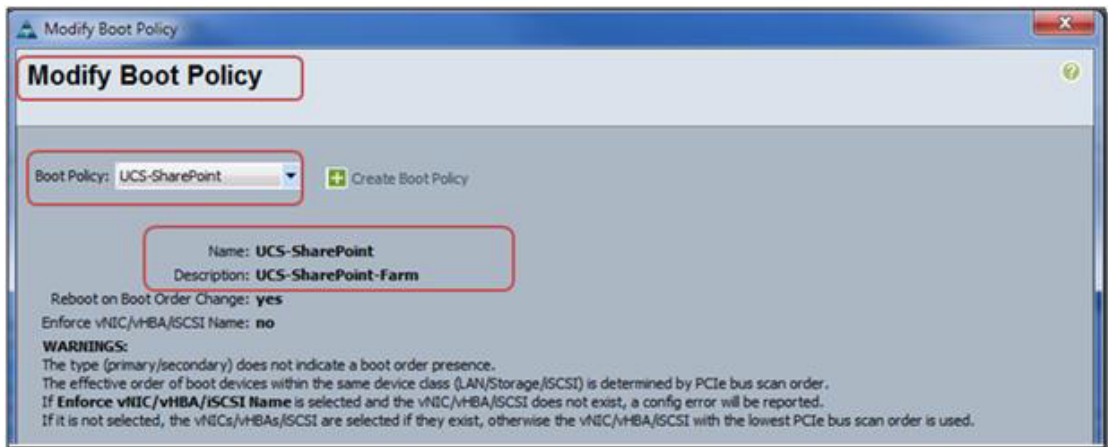 Modify Boot Policy
Modify Boot Policy
Boot Policy: UCS-SharePoint Create Boot Policy
Name: UCS-SharePoint
Description: UCS-SharePoint-Farm
Reboot on Boot Order Change: yes
Enforce vNIC/vHBA/iSCSI Name: no
WARNINGS:
The type (primary/secondary) does not indicate a boot order presence.
The effective order of boot devices within the same device class (LAN/Storage/iSCSI) is determined by PCIe bus scan order.
If Enforce vNIC/vHBA/iSCSI Name is selected and the vNIC/vHBA/iSCSI does not exist, a config error will be reported.
If it is not selected, the vNICs/vHBAs/iSCSI are selected if they exist, otherwise the vNIC/vHBA/iSCSI with the lowest PCIe bus scan order is used.